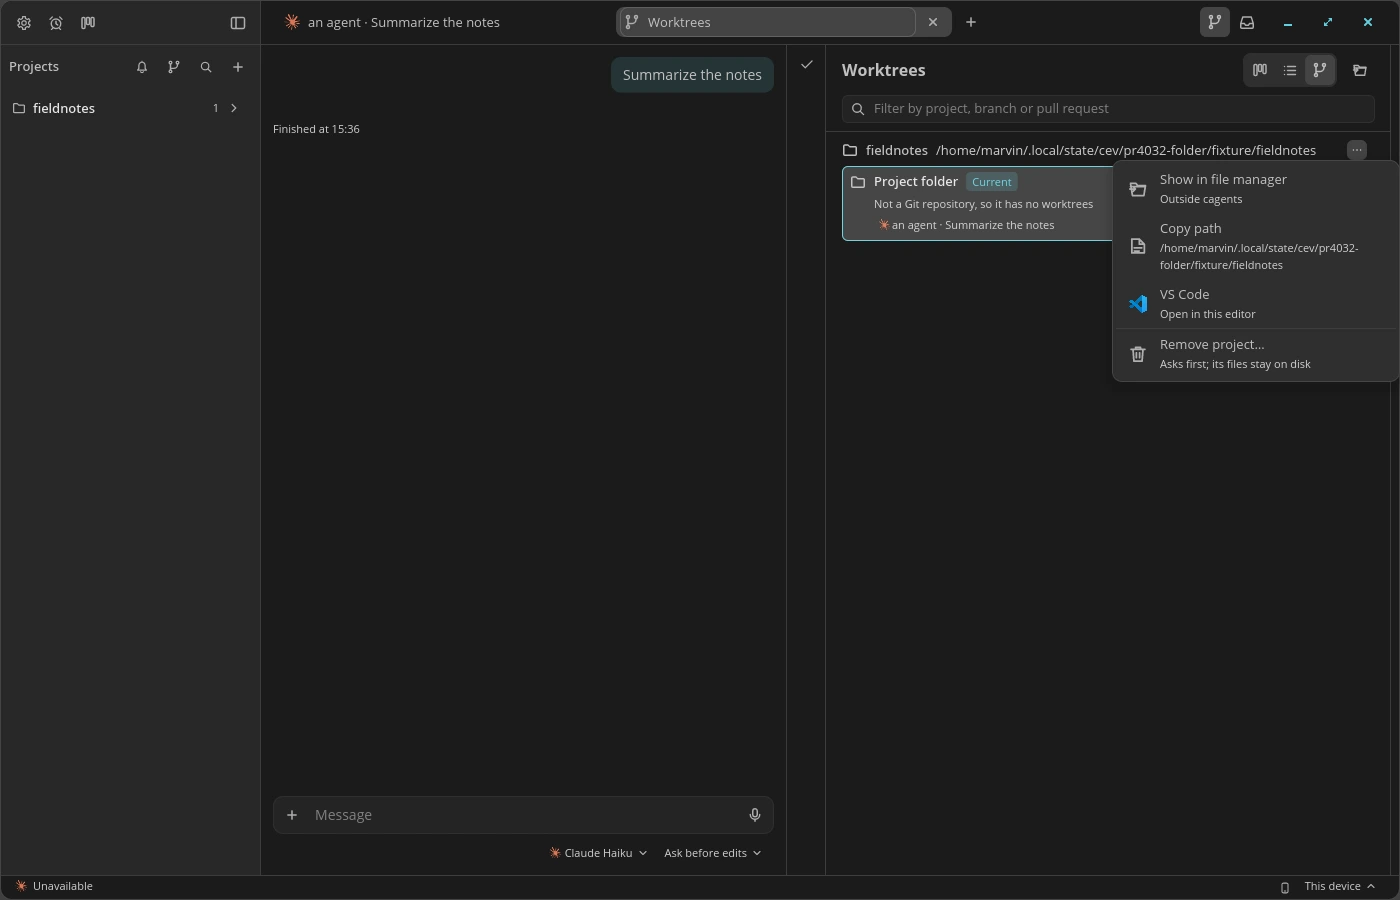 an agent · Summarize the notes
Worktrees
Projects
fieldnotes
1
Summarize the notes
Finished at 15:36
Message
Claude Haiku
Ask before edits
Worktrees
Filter by project, branch or pull request
fieldnotes /home/marvin/.local/state/cev/pr4032-folder/fixture/fieldnotes
Project folder Current
Not a Git repository, so it has no worktrees
an agent · Summarize the notes
Show in file manager
Outside cagents
Copy path
/home/marvin/.local/state/cev/pr4032-
folder/fixture/fieldnotes
VS Code
Open in this editor
Remove project...
Asks first; its files stay on disk
Unavailable
This device